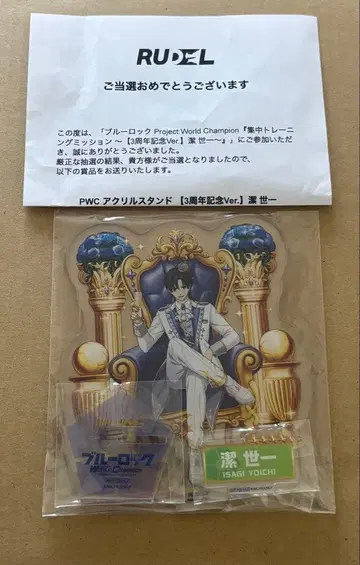 RUDEL
ご当選おめでとうございます
この度は、「ブルーロック Project:World Champion『集中トレーニ
ングミッション ～【3周年記念Ver.】潔 世一～』」にご参加いただ
き、誠にありがとうございました。
厳正な抽選の結果、貴方様がご当選となりましたので、
以下の賞品をお送りいたします。
PWC アクリルスタンド 【3周年記念Ver.】潔 世一
ブルーロック
潔 世一
ISAGI YOICHI